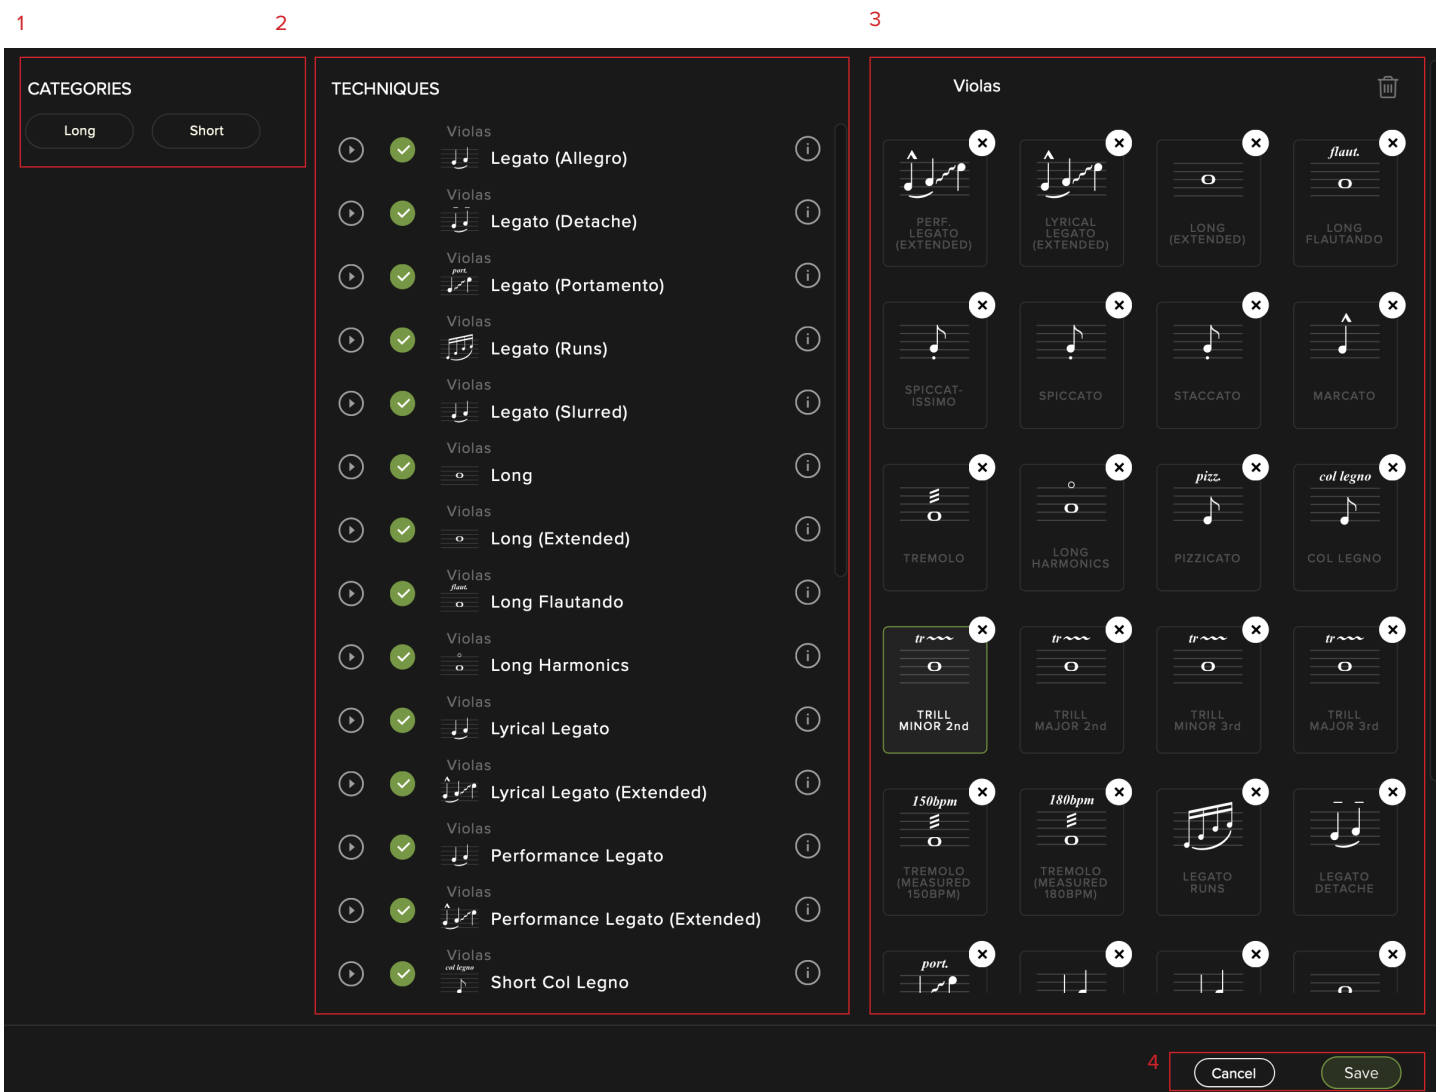 1
2
3
CATEGORIES
Long
Short
TECHNIQUES
Violas
Legato (Allegro)
Violas
Legato (Detache)
Violas
port.
Legato (Portamento)
Violas
Legato (Runs)
Violas
Legato (Slurred)
Violas
Long
Violas
Long (Extended)
Violas
flaut.
Long Flautando
Violas
Long Harmonics
Violas
Lyrical Legato
Violas
Lyrical Legato (Extended)
Violas
Performance Legato
Violas
Performance Legato (Extended)
Violas
col legno
Short Col Legno
Violas
PERF.
LEGATO
(EXTENDED)
LYRICAL
LEGATO
(EXTENDED)
LONG
(EXTENDED)
flaut.
LONG
FLAUTANDO
SPICCAT-
ISSIMO
SPICCATO
STACCATO
MARCATO
TREMOLO
LONG
HARMONICS
pizz.
PIZZICATO
col legno
COL LEGNO
tr
TRILL
MINOR 2nd
tr
TRILL
MAJOR 2nd
tr
TRILL
MINOR 3rd
tr
TRILL
MAJOR 3rd
150bpm
TREMOLO
(MEASURED
150BPM)
180bpm
TREMOLO
(MEASURED
180BPM)
LEGATO
RUNS
LEGATO
DETACHE
port.
4
Cancel
Save